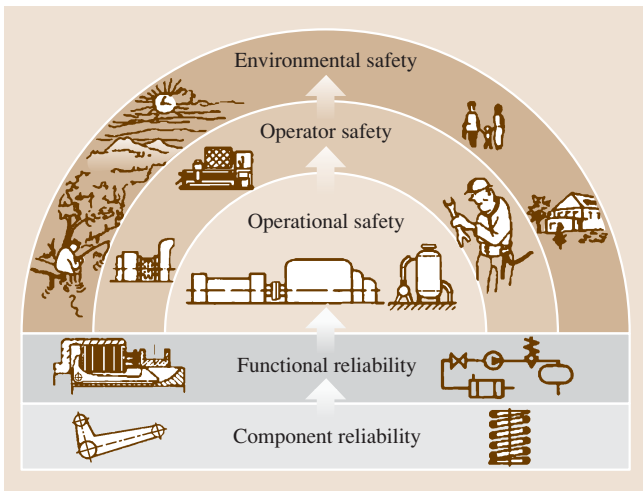 Environmental safety
Operator safety
Operational safety
Functional reliability
Component reliability